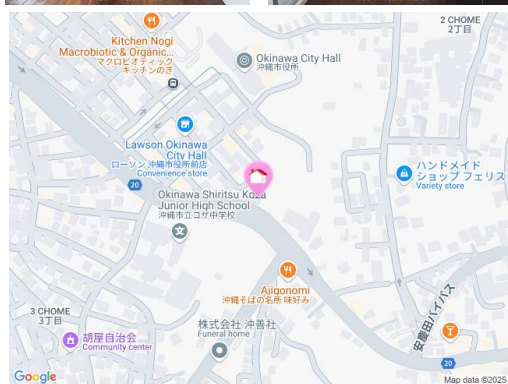 2 CHOME
2丁目
Kitchen Nogi
Macrobiotic & Organic...
マクロビオティック
キッチンのぎ
Okinawa City Hall
沖縄市役所
Lawson Okinawa
City Hall
ローソン 沖縄市役所前店
Convenience store
ハンドメイド
ショップ フェリス
Variety store
20
Okinawa Shiritsu Koza
Junior High School
沖縄市立コザ中学校
Ajigonomi
沖縄そばの名所 味好み
3 CHOME
3丁目
胡屋自治会
Community center
株式会社 沖善社
Funeral home
安慶田バイパス
20
Google
Map data ©2025